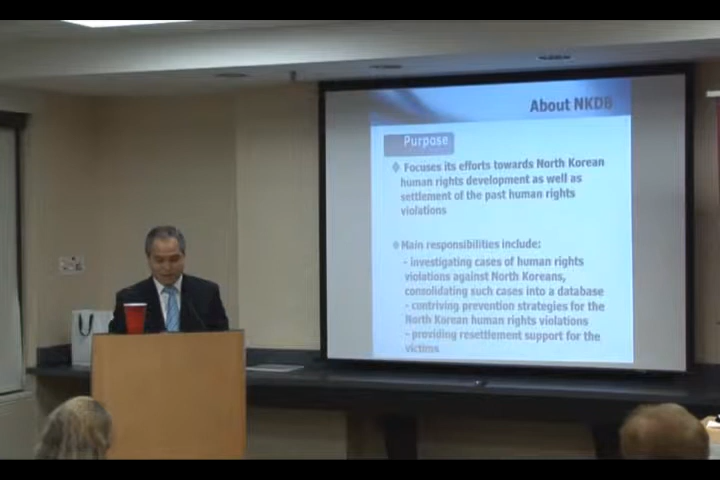 About NKDB
Purpose
Focuses its efforts towards North Korean
human rights development as well as
settlement of the past human rights
violations
Main responsibilities include:
- investigating cases of human rights
violations against North Koreans,
consolidating such cases into a database
- contriving prevention strategies for the
North Korean human rights violations
- providing resettlement support for the
victims